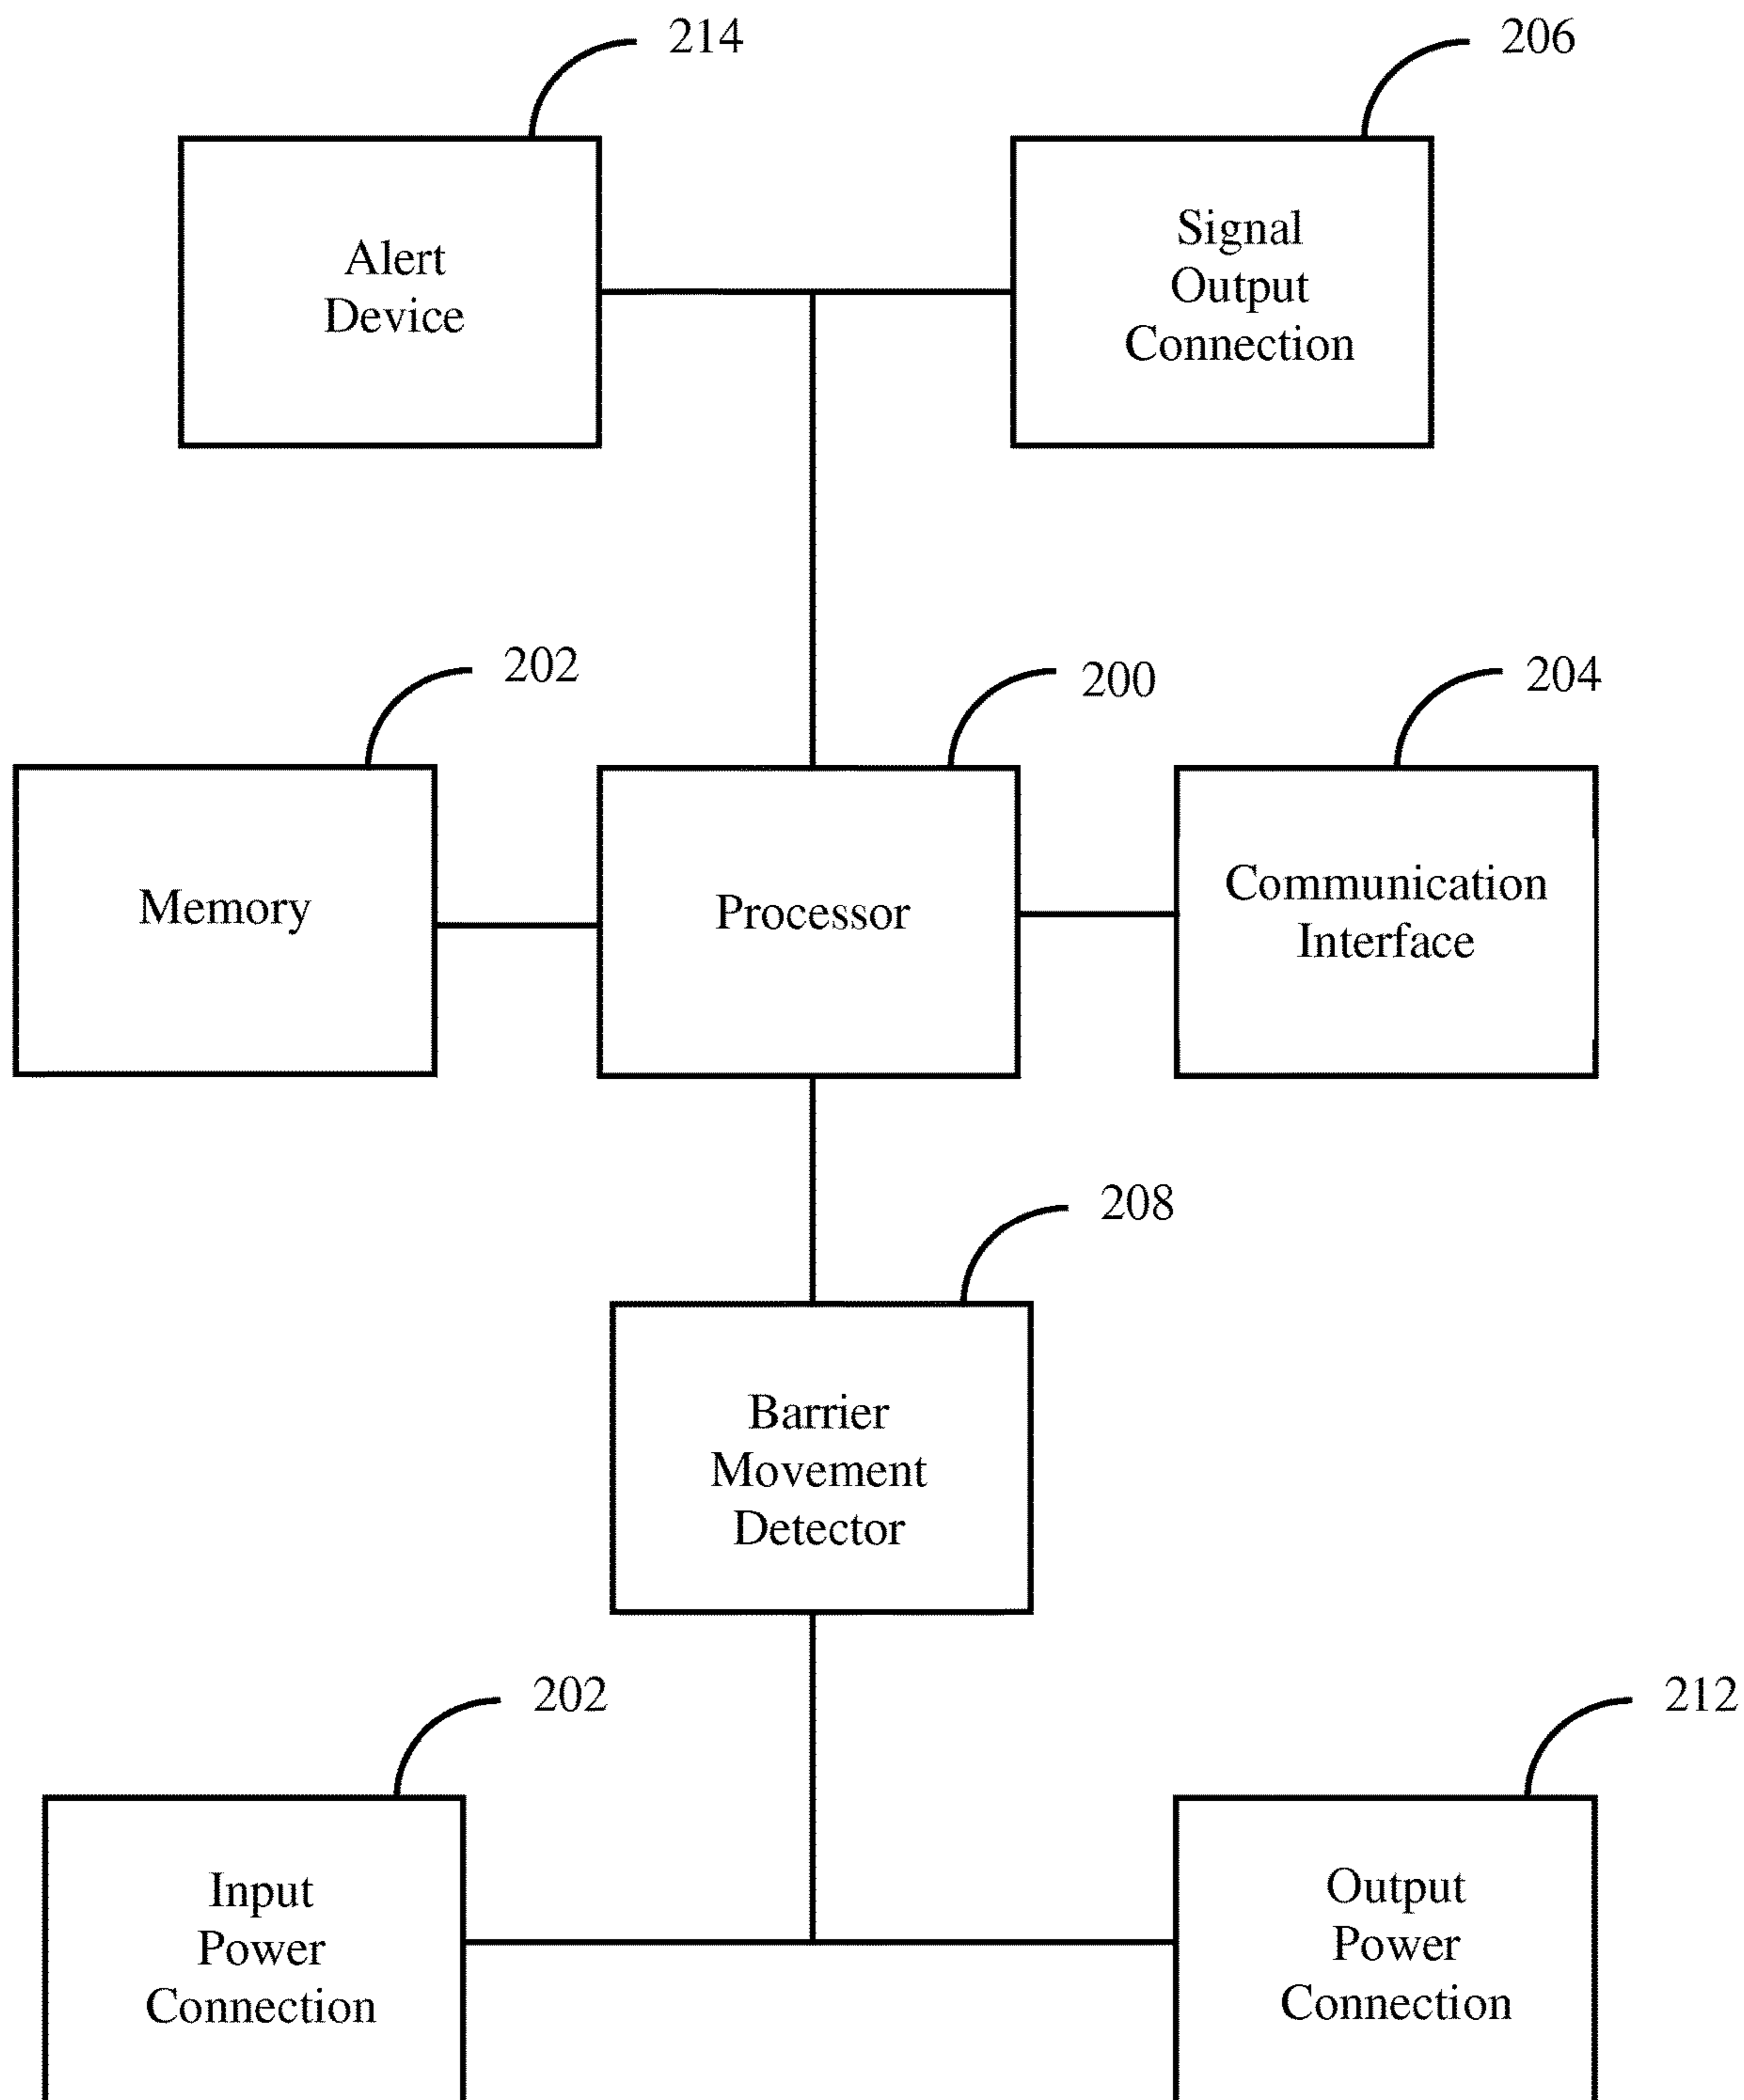 214
206
Alert
Device
Signal
Output
Connection
202
200
204
Memory
Processor
Communication
Interface
208
Barrier
Movement
Detector
202
212
Input
Power
Connection
Output
Power
Connection